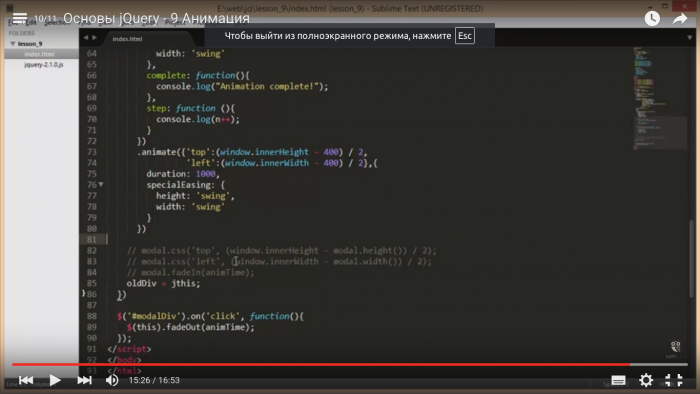 E:\web\jq\lesson_9\index.html (lesson_9) - Sublime Text (UNREGISTERED)
10/11 Основы jQuery - 9 Анимация
Чтобы выйти из полноэкранного режима, нажмите Esc
FOLDERS
lesson_9
index.html
jquery-2.1.0.js
index.html
64 width: 'swing'
65 },
66 complete: function(){
67 console.log("Animation complete!");
68 },
69 step: function (){
70 console.log(n++);
71 }
72 })
73 .animate({'top':(window.innerHeight - 400) / 2,
74 'left':(window.innerWidth - 400) / 2},{
75 duration: 1000,
76 specialEasing: {
77 height: 'swing',
78 width: 'swing'
79 }
80 })
81
82 // modal.css('top', (window.innerHeight - modal.height()) / 2);
83 // modal.css('left', (window.innerWidth - modal.width()) / 2);
84 // modal.fadeIn(animTime);
85 oldDiv = jthis;
86 })
87
88 $('#modalDiv').on('click', function(){
89 $(this).fadeOut(animTime);
90 });
91 </script>
92 </body>
93 </html>
15:26 / 16:53